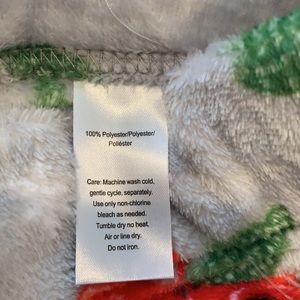 100% Polyester/Polyester/
Poliéster
Care: Machine wash cold,
gentle cycle, separately.
Use only non-chlorine
bleach as needed.
Tumble dry no heat.
Air or line dry.
Do not iron.